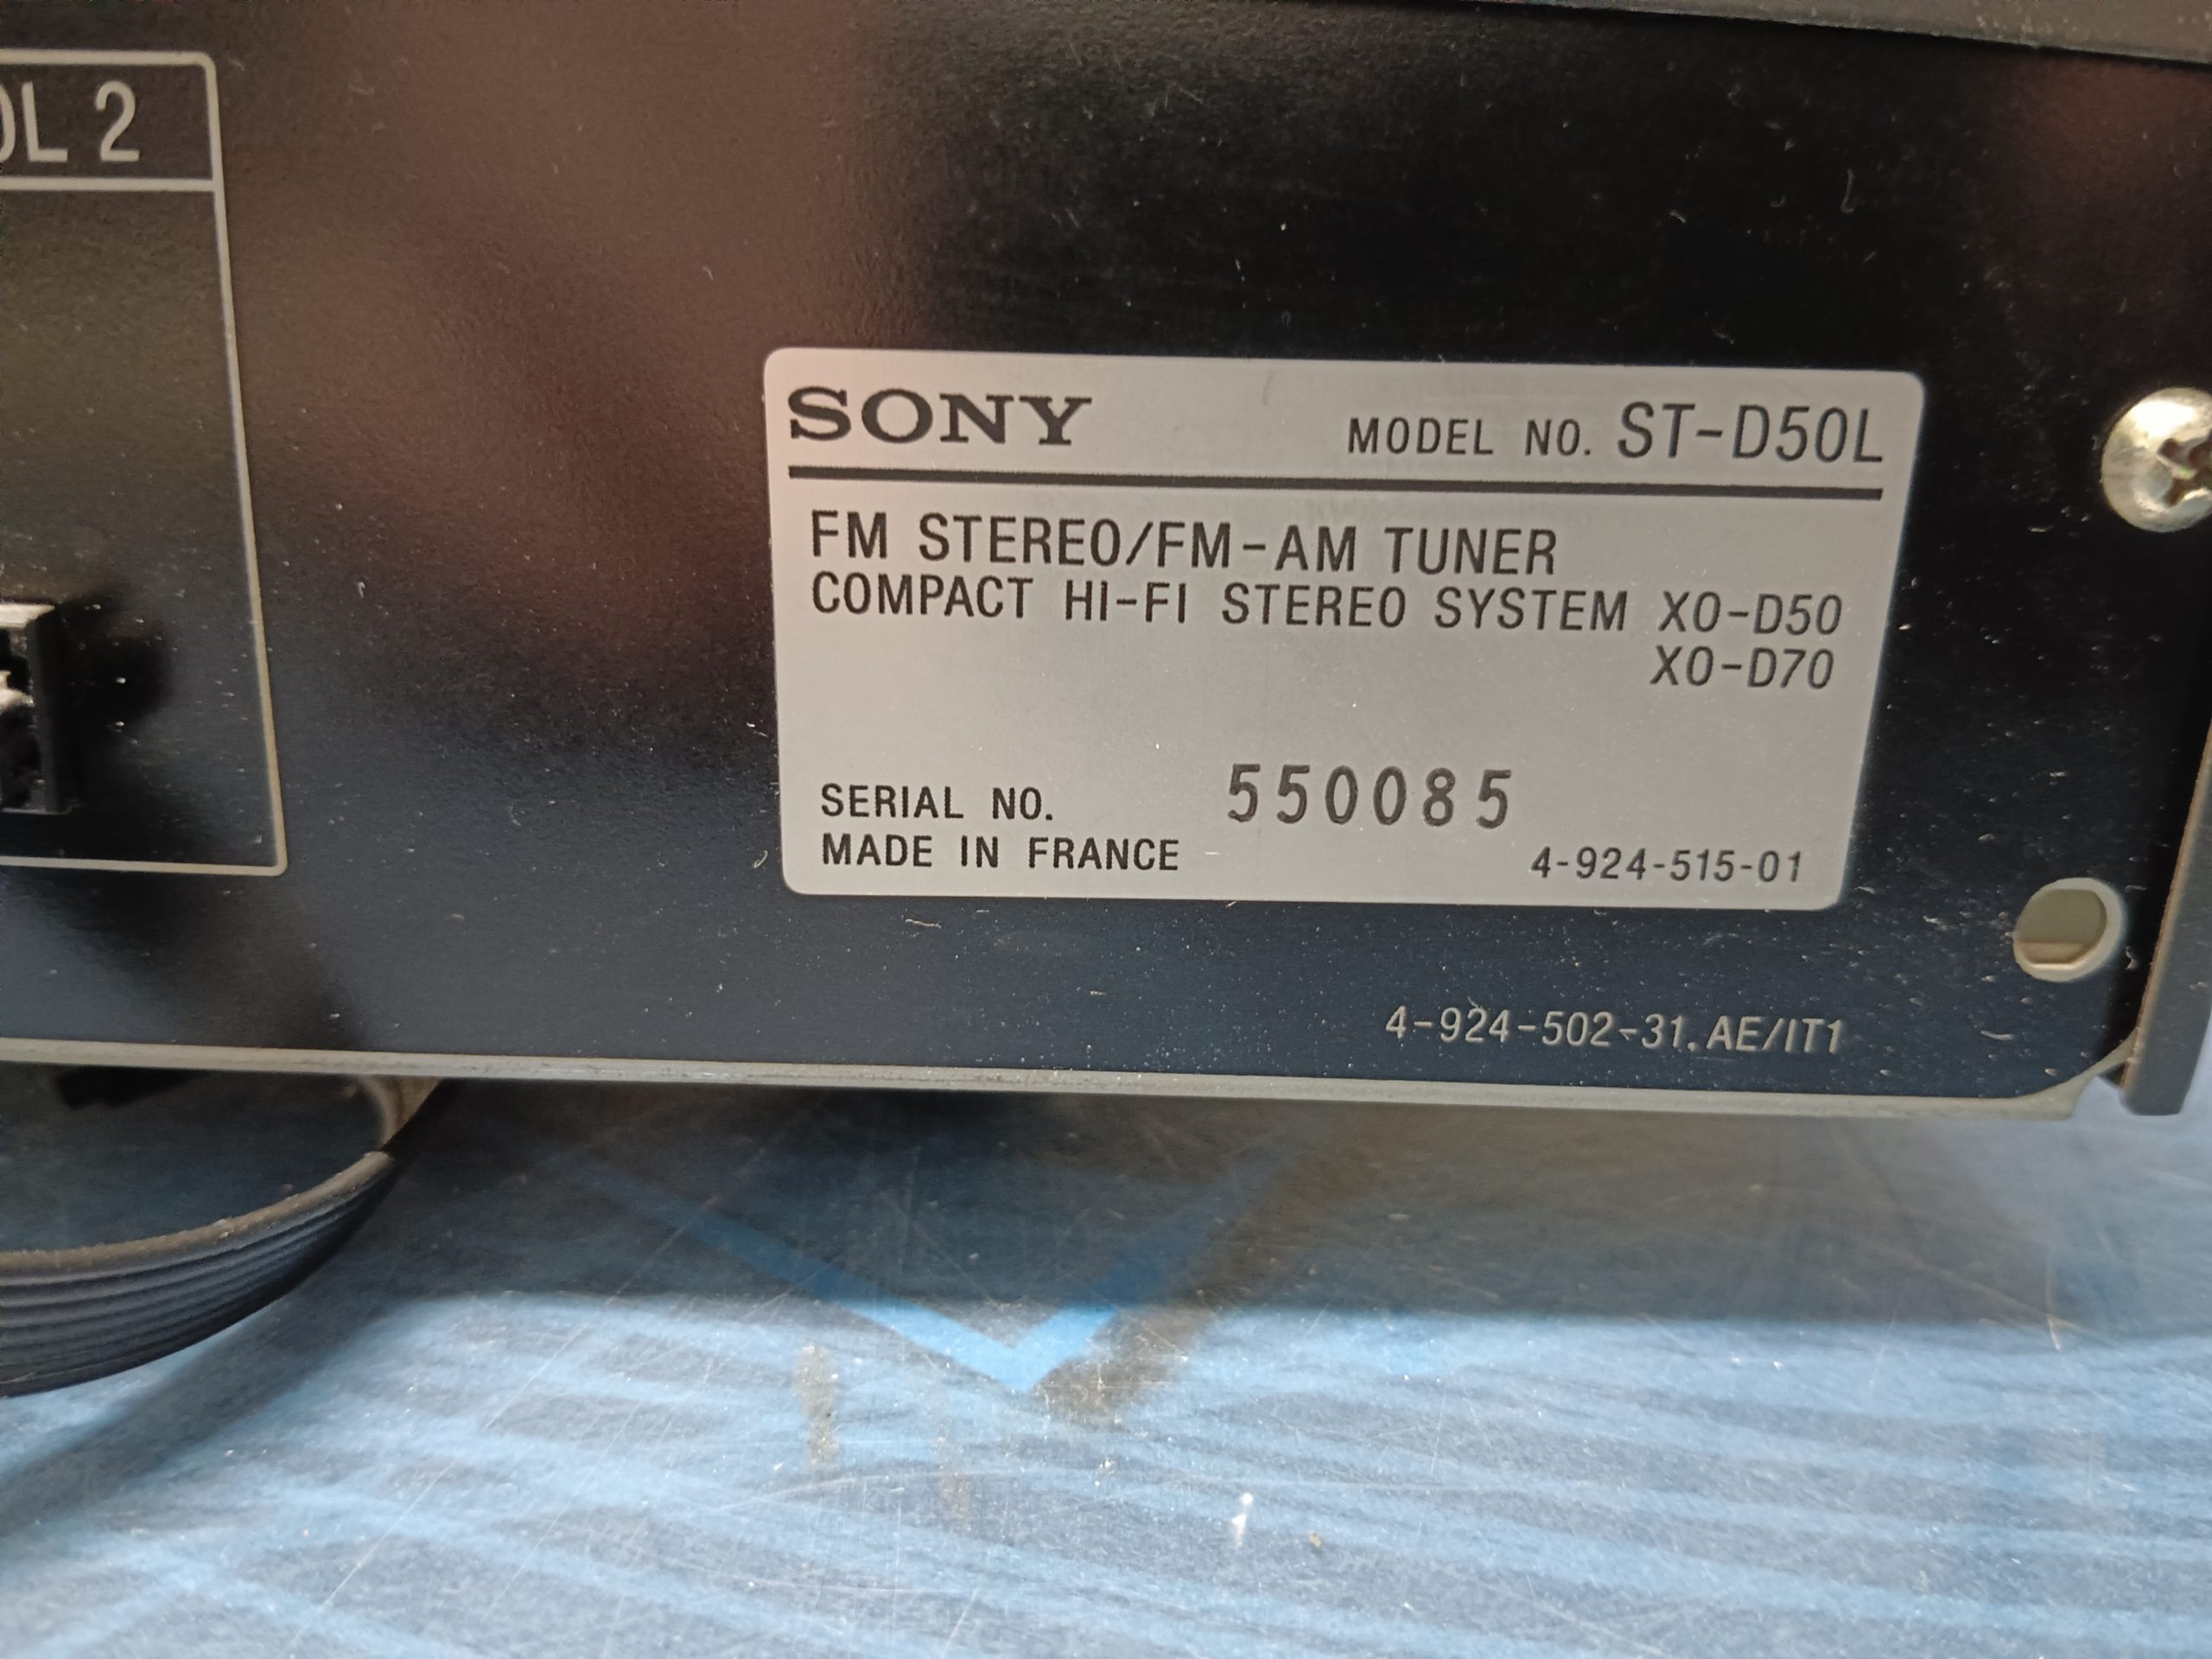 OL 2
SONY MODEL NO. ST-D50L
FM STEREO/FM-AM TUNER
COMPACT HI-FI STEREO SYSTEM XO-D50
XO-D70
SERIAL NO. 550085
MADE IN FRANCE 4-924-515-01
4-924-502-31.AE/IT1